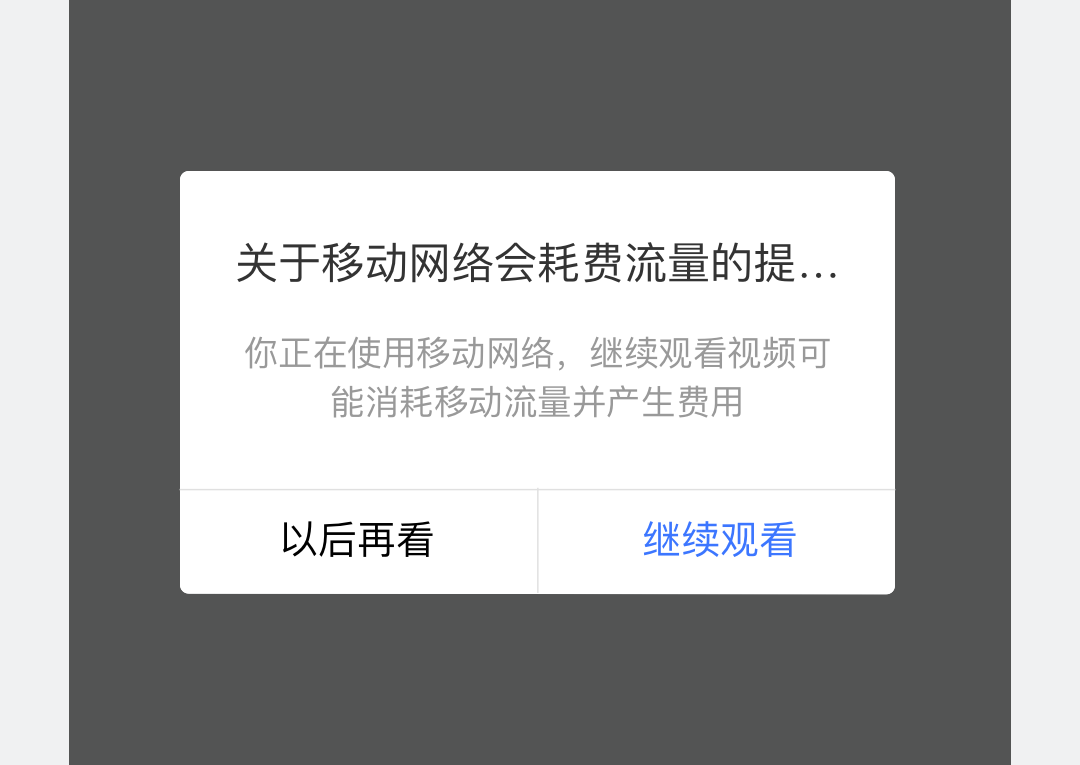 关于移动网络会耗费流量的提...
你正在使用移动网络，继续观看视频可
能消耗移动流量并产生费用
以后再看
继续观看